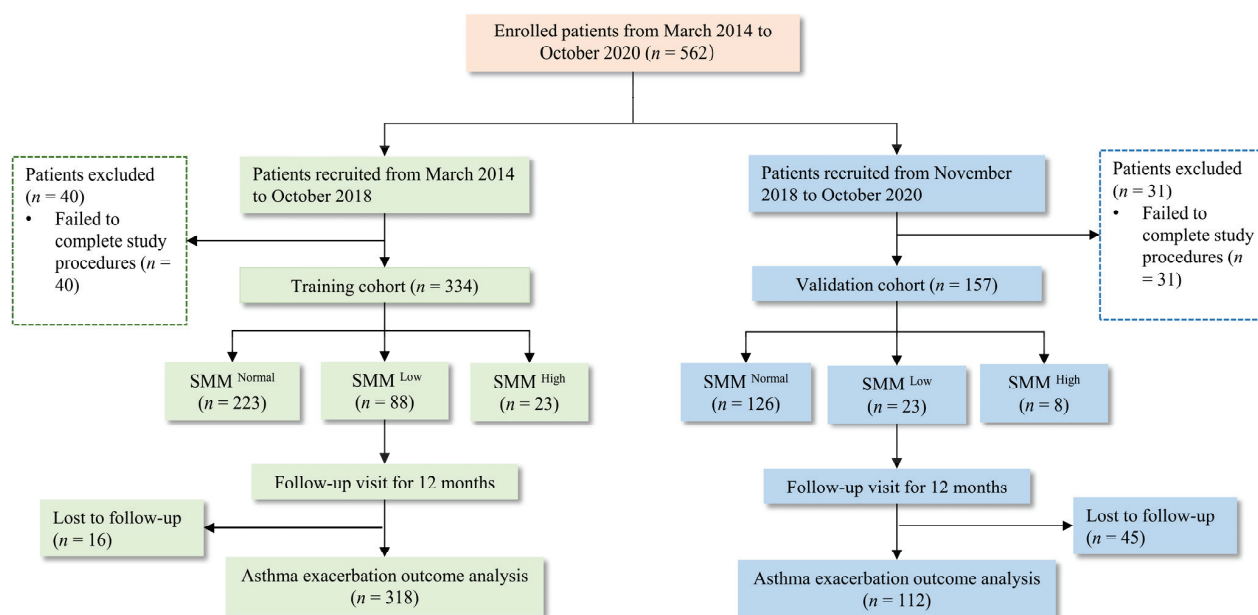 Enrolled patients from March 2014 to
October 2020 (n = 562)
Patients recruited from March 2014
to October 2018
Patients recruited from November
2018 to October 2020
Patients excluded
(n = 40)
• Failed to
complete study
procedures (n =
40)
Patients excluded
(n = 31)
• Failed to
complete study
procedures (n
= 31)
Training cohort (n = 334)
Validation cohort (n = 157)
SMM Normal
(n = 223)
SMM Low
(n = 88)
SMM High
(n = 23)
SMM Normal
(n = 126)
SMM Low
(n = 23)
SMM High
(n = 8)
Follow-up visit for 12 months
Follow-up visit for 12 months
Lost to follow-up
(n = 16)
Lost to follow-up
(n = 45)
Asthma exacerbation outcome analysis
(n = 318)
Asthma exacerbation outcome analysis
(n = 112)